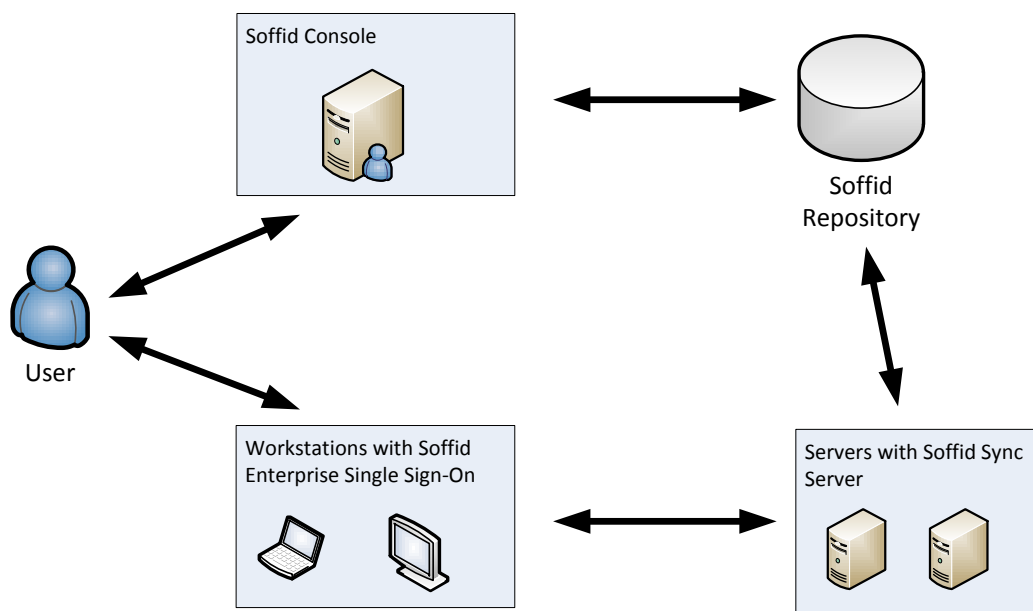 Soffid Console
Soffid
Repository
User
Workstations with Soffid
Enterprise Single Sign-On
Servers with Soffid Sync
Server